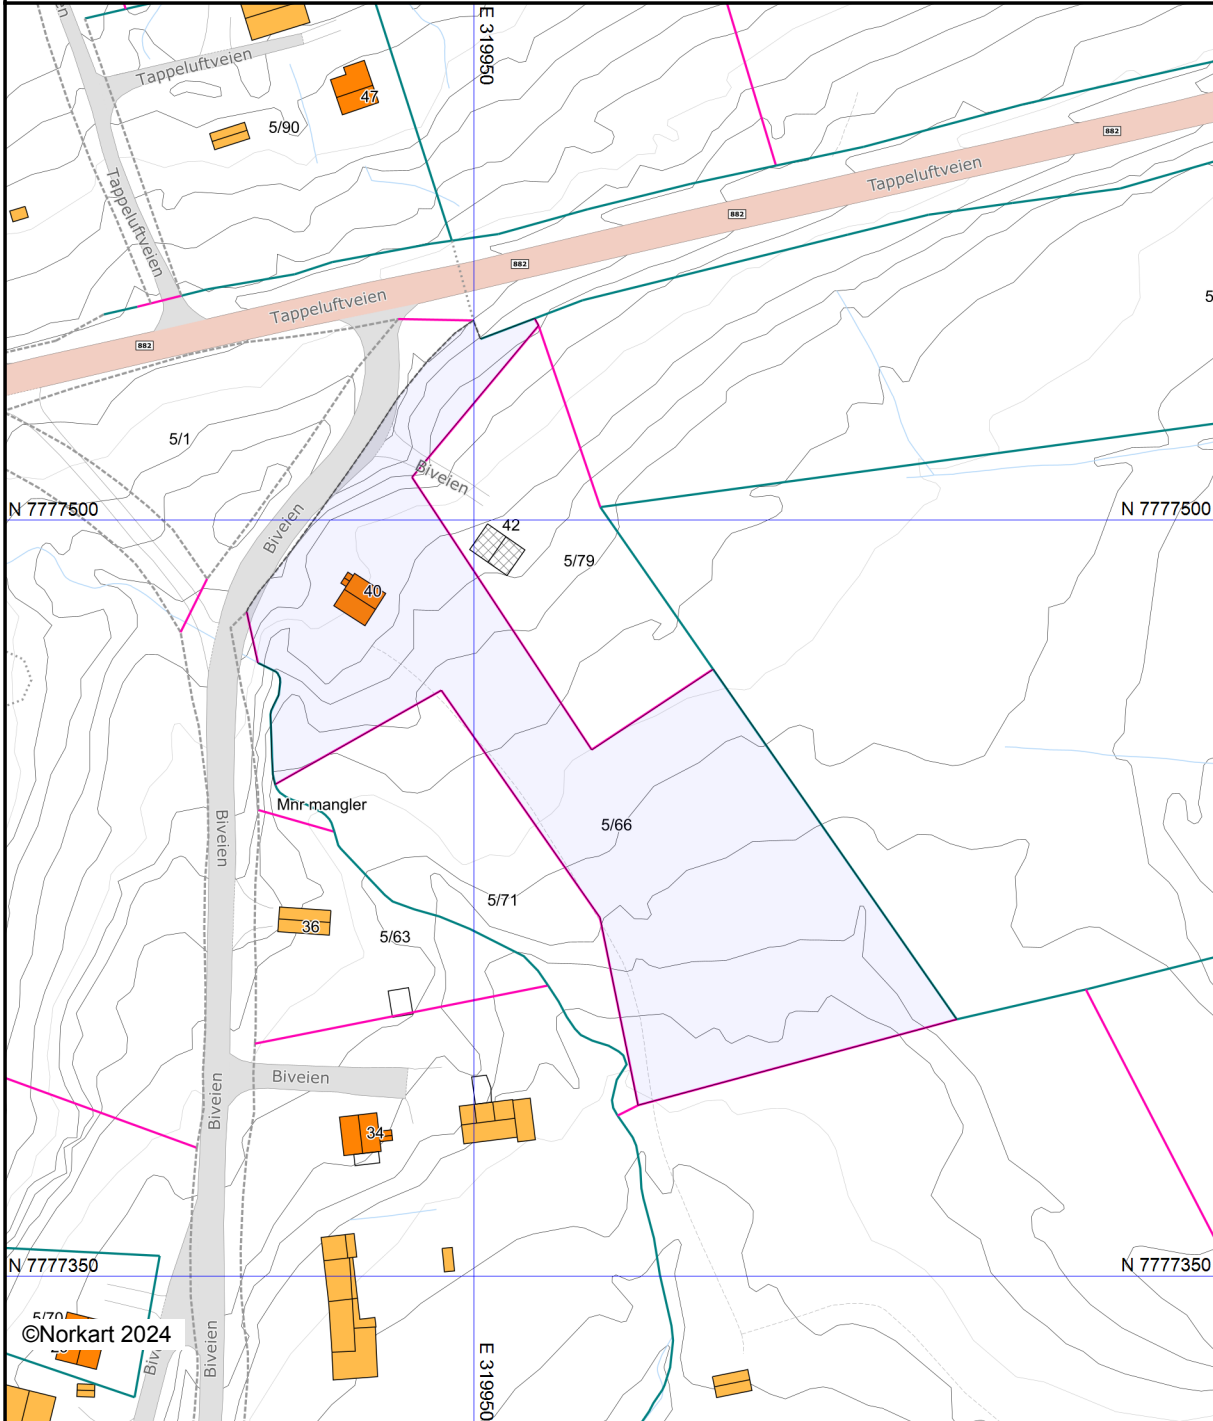 E 319950
Tappeluftveien
47
5/90
882
Tappeluftveien
Tappeluftveien
882
882
Tappeluftveien
882
5/1
Biveien
N 7777500
N 7777500
42
Biveien
5/79
40
Mnr mangler
5/66
Biveien
5/71
36
5/63
Biveien
Biveien
34
N 7777350
N 7777350
5/70
©Norkart 2024
Biveien
E 319950